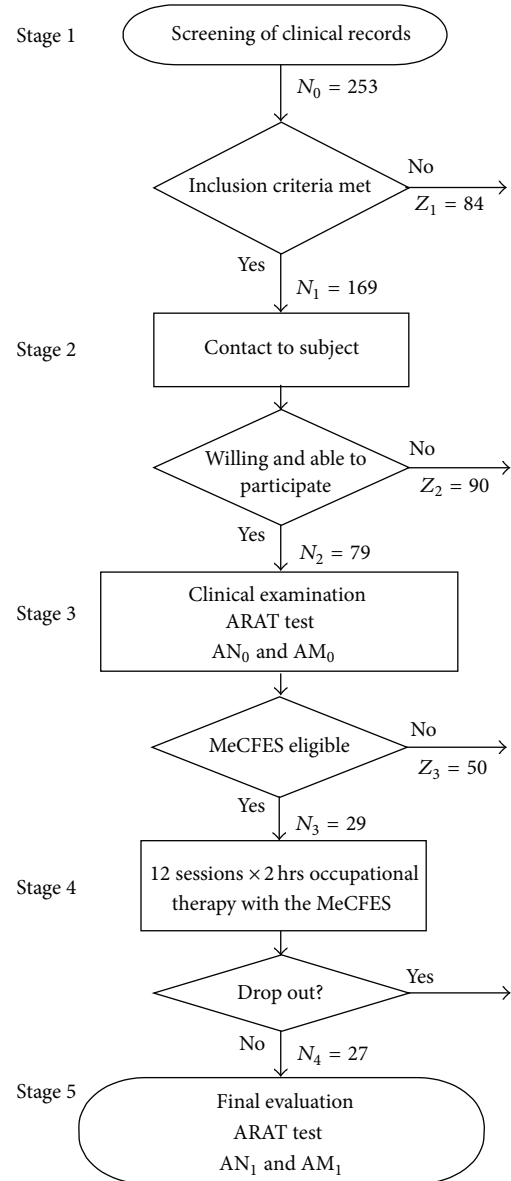 Stage 1
Screening of clinical records
N₀ = 253
Inclusion criteria met
No
Z₁ = 84
Yes
N₁ = 169
Stage 2
Contact to subject
Willing and able to
participate
No
Z₂ = 90
Yes
N₂ = 79
Stage 3
Clinical examination
ARAT test
AN₀ and AM₀
MeCFES eligible
No
Z₃ = 50
Yes
N₃ = 29
Stage 4
12 sessions × 2 hrs occupational
therapy with the MeCFES
Drop out?
Yes
No
N₄ = 27
Stage 5
Final evaluation
ARAT test
AN₁ and AM₁